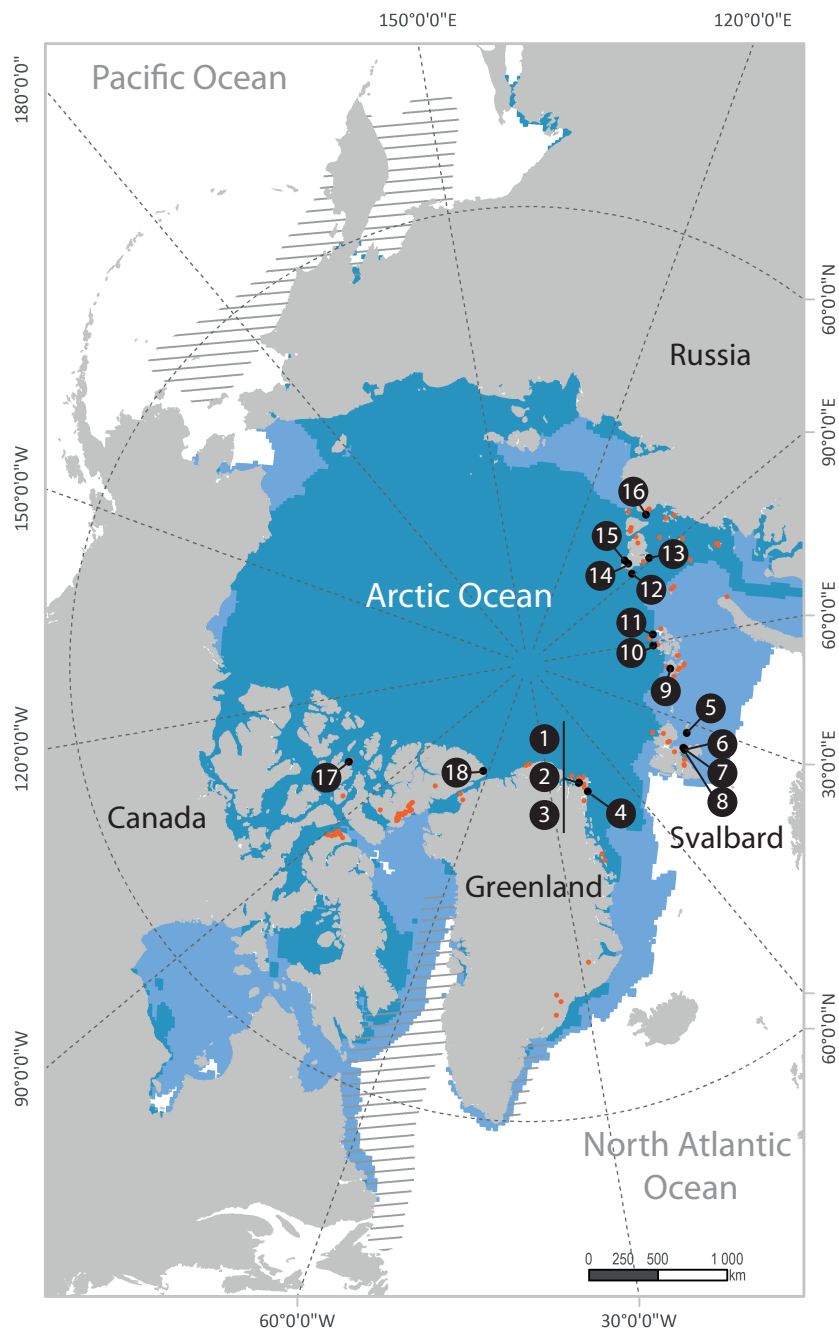 150°0'0"E
120°0'0"E
180°0'0"
Pacific Ocean
60°0'0"N
Russia
90°0'0"E
150°0'0"W
16
15
13
14
12
Arctic Ocean
11
10
60°0'0"E
9
5
1
6
18
2
7
17
8
30°0'0"E
120°0'0"W
3
4
Canada
Svalbard
Greenland
60°0'0"N
90°0'0"W
North Atlantic
Ocean
0 250 500 1 000
km
60°0'0"W
30°0'0"W